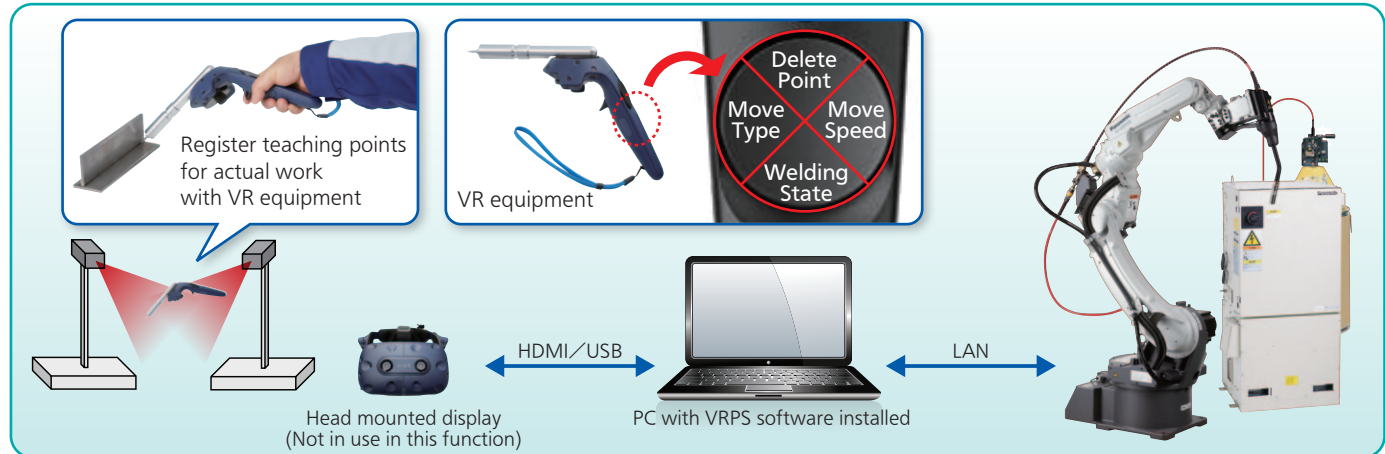 Register teaching points
for actual work
with VR equipment
VR equipment
Delete
Point
Move
Type
Move
Speed
Welding
State
HDMI／USB
LAN
Head mounted display
(Not in use in this function)
PC with VRPS software installed